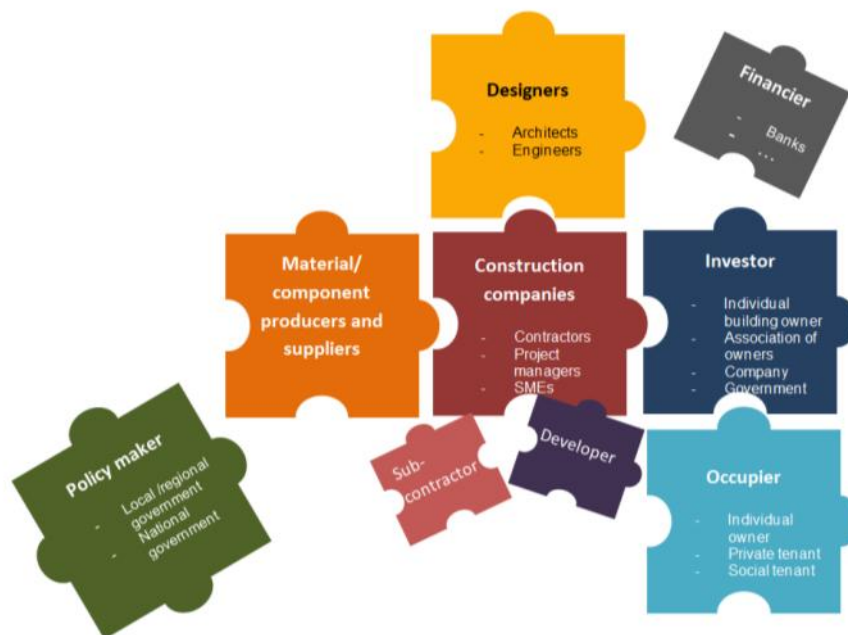 Designers
- Architects
- Engineers
Financier
- Banks
- ...
Material/
component
producers and
suppliers
Construction
companies
- Contractors
- Project
managers
- SMEs
Investor
- Individual
building owner
- Association of
owners
- Company
- Government
Policy maker
- Local /regional
government
- National
government
Sub-
contractor
Developer
Occupier
- Individual
owner
- Private tenant
- Social tenant